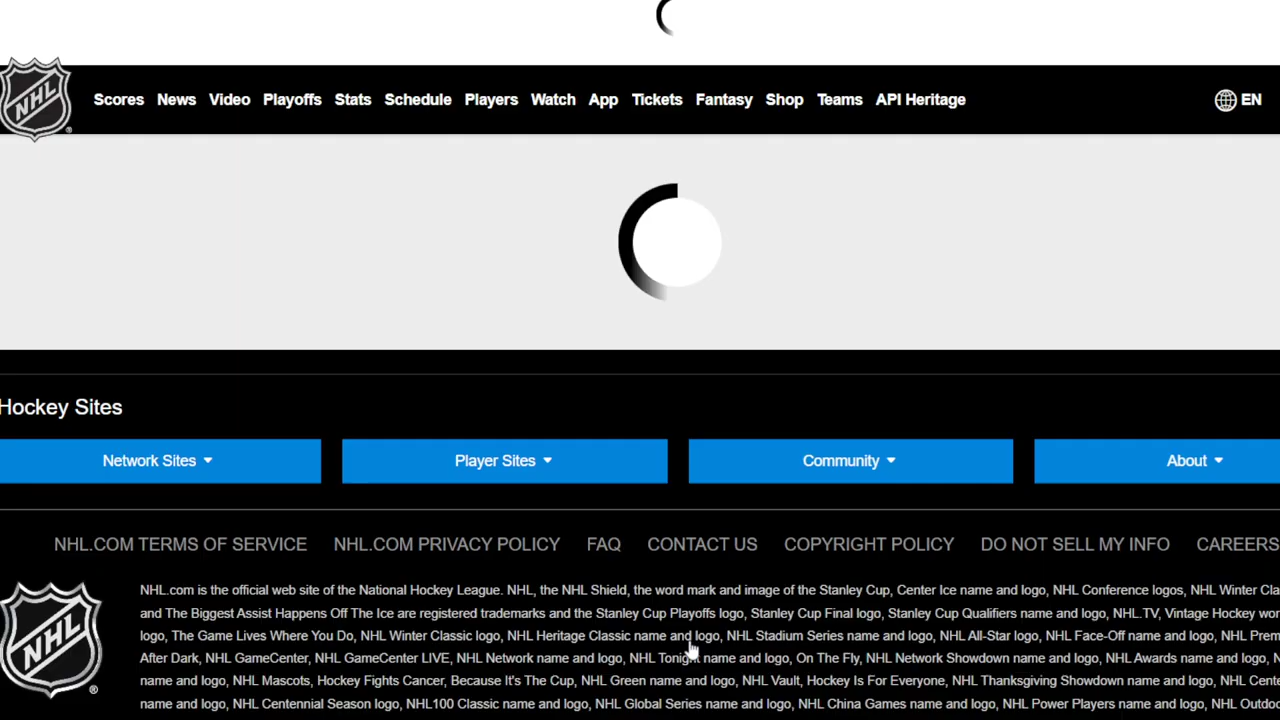 NHL
Scores News Video Playoffs Stats Schedule Players Watch App Tickets Fantasy Shop Teams API Heritage EN
Hockey Sites
Network Sites Player Sites Community About
NHL.COM TERMS OF SERVICE NHL.COM PRIVACY POLICY FAQ CONTACT US COPYRIGHT POLICY DO NOT SELL MY INFO CAREERS
NHL
NHL.com is the official web site of the National Hockey League. NHL, the NHL Shield, the word mark and image of the Stanley Cup, Center Ice name and logo, NHL Conference logos, NHL Winter
and The Biggest Assist Happens Off The Ice are registered trademarks and the Stanley Cup Playoffs logo, Stanley Cup Final logo, Stanley Cup Qualifiers name and logo, NHL.TV, Vintage Hockey
logo, The Game Lives Where You Do, NHL Winter Classic logo, NHL Heritage Classic name and logo, NHL Stadium Series name and logo, NHL All-Star logo, NHL Face-Off name and logo, NHL
After Dark, NHL GameCenter, NHL GameCenter LIVE, NHL Network name and logo, NHL Tonight name and logo, On The Fly, NHL Network Showdown name and logo, NHL Awards name and logo,
name and logo, NHL Mascots, Hockey Fights Cancer, Because It's The Cup, NHL Green name and logo, NHL Vault, Hockey Is For Everyone, NHL Thanksgiving Showdown name and logo, NHL
name and logo, NHL Centennial Season logo, NHL100 Classic name and logo, NHL Global Series name and logo, NHL China Games name and logo, NHL Power Players name and logo, NHL